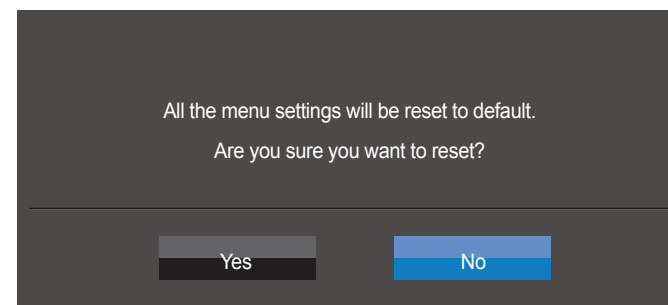 All the menu settings will be reset to default.
Are you sure you want to reset?
Yes
No